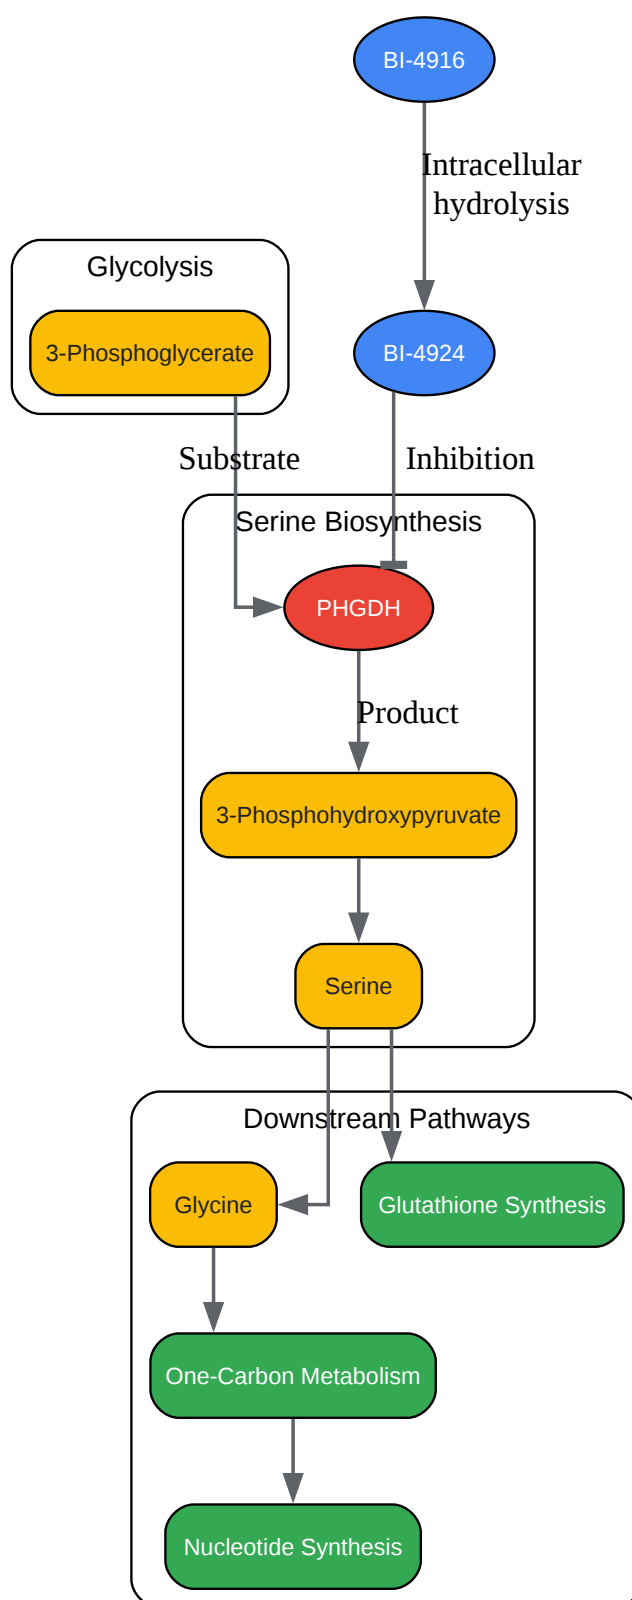 BI-4916
Intracellular
hydrolysis
Glycolysis
3-Phosphoglycerate
BI-4924
Substrate
Inhibition
Serine Biosynthesis
PHGDH
Product
3-Phosphohydroxypyruvate
Serine
Downstream Pathways
Glycine
Glutathione Synthesis
One-Carbon Metabolism
Nucleotide Synthesis